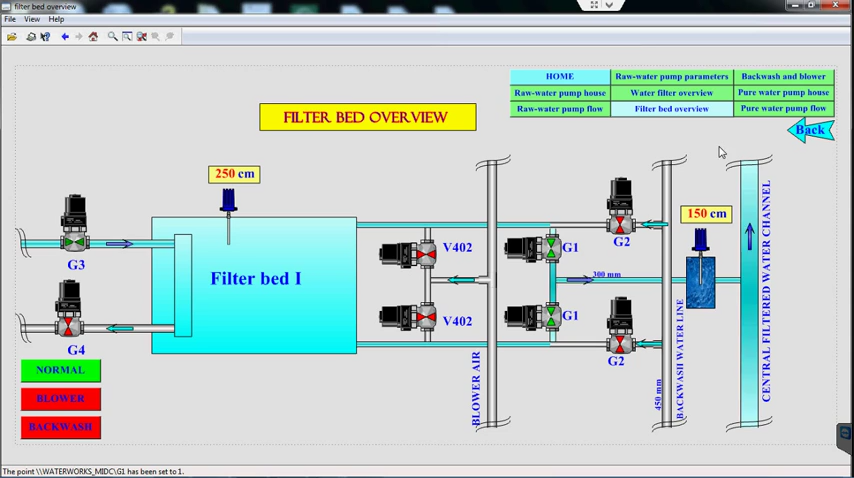 filter bed overview
File View Help
HOME
Raw-water pump parameters
Backwash and blower
Raw-water pump house
Water filter overview
Pure water pump house
Raw-water pump flow
Filter bed overview
Pure water pump flow
FILTER BED OVERVIEW
Back
250 cm
150 cm
G3
Filter bed I
V402
G1
G2
300 mm
V402
G1
G2
G4
NORMAL
BLOWER
BACKWASH
BLOWER AIR
450 mm
BACKWASH WATER LINE
CENTRAL FILTERED WATER CHANNEL
The point \\WATERWORKS_MIDC\G1 has been set to 1.